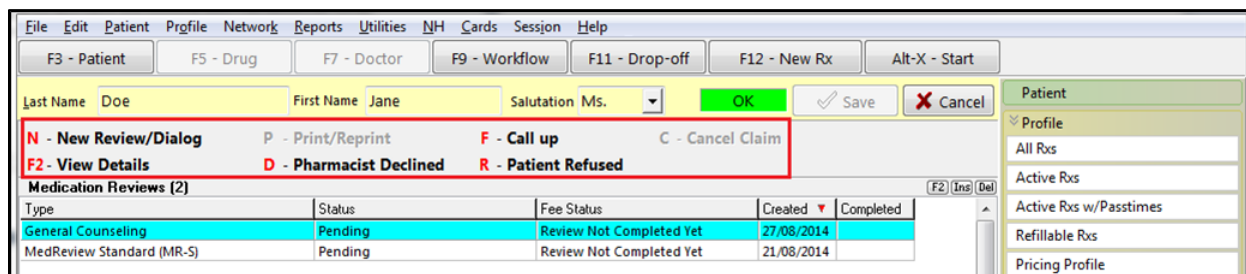 File Edit Patient Profile Network Reports Utilities NH Cards Session Help
F3 - Patient F5 - Drug F7 - Doctor F9 - Workflow F11 - Drop-off F12 - New Rx Alt-X - Start
Last Name Doe First Name Jane Salutation Ms. OK Save Cancel
N - New Review/Dialog P - Print/Reprint F - Call up C - Cancel Claim
F2 - View Details D - Pharmacist Declined R - Patient Refused
Medication Reviews (2) F2 Ins Del
Type Status Fee Status Created Completed
General Counseling Pending Review Not Completed Yet 27/08/2014
MedReview Standard (MR-S) Pending Review Not Completed Yet 21/08/2014
Patient
Profile
All Rxs
Active Rxs
Active Rxs w/Passtimes
Refillable Rxs
Pricing Profile